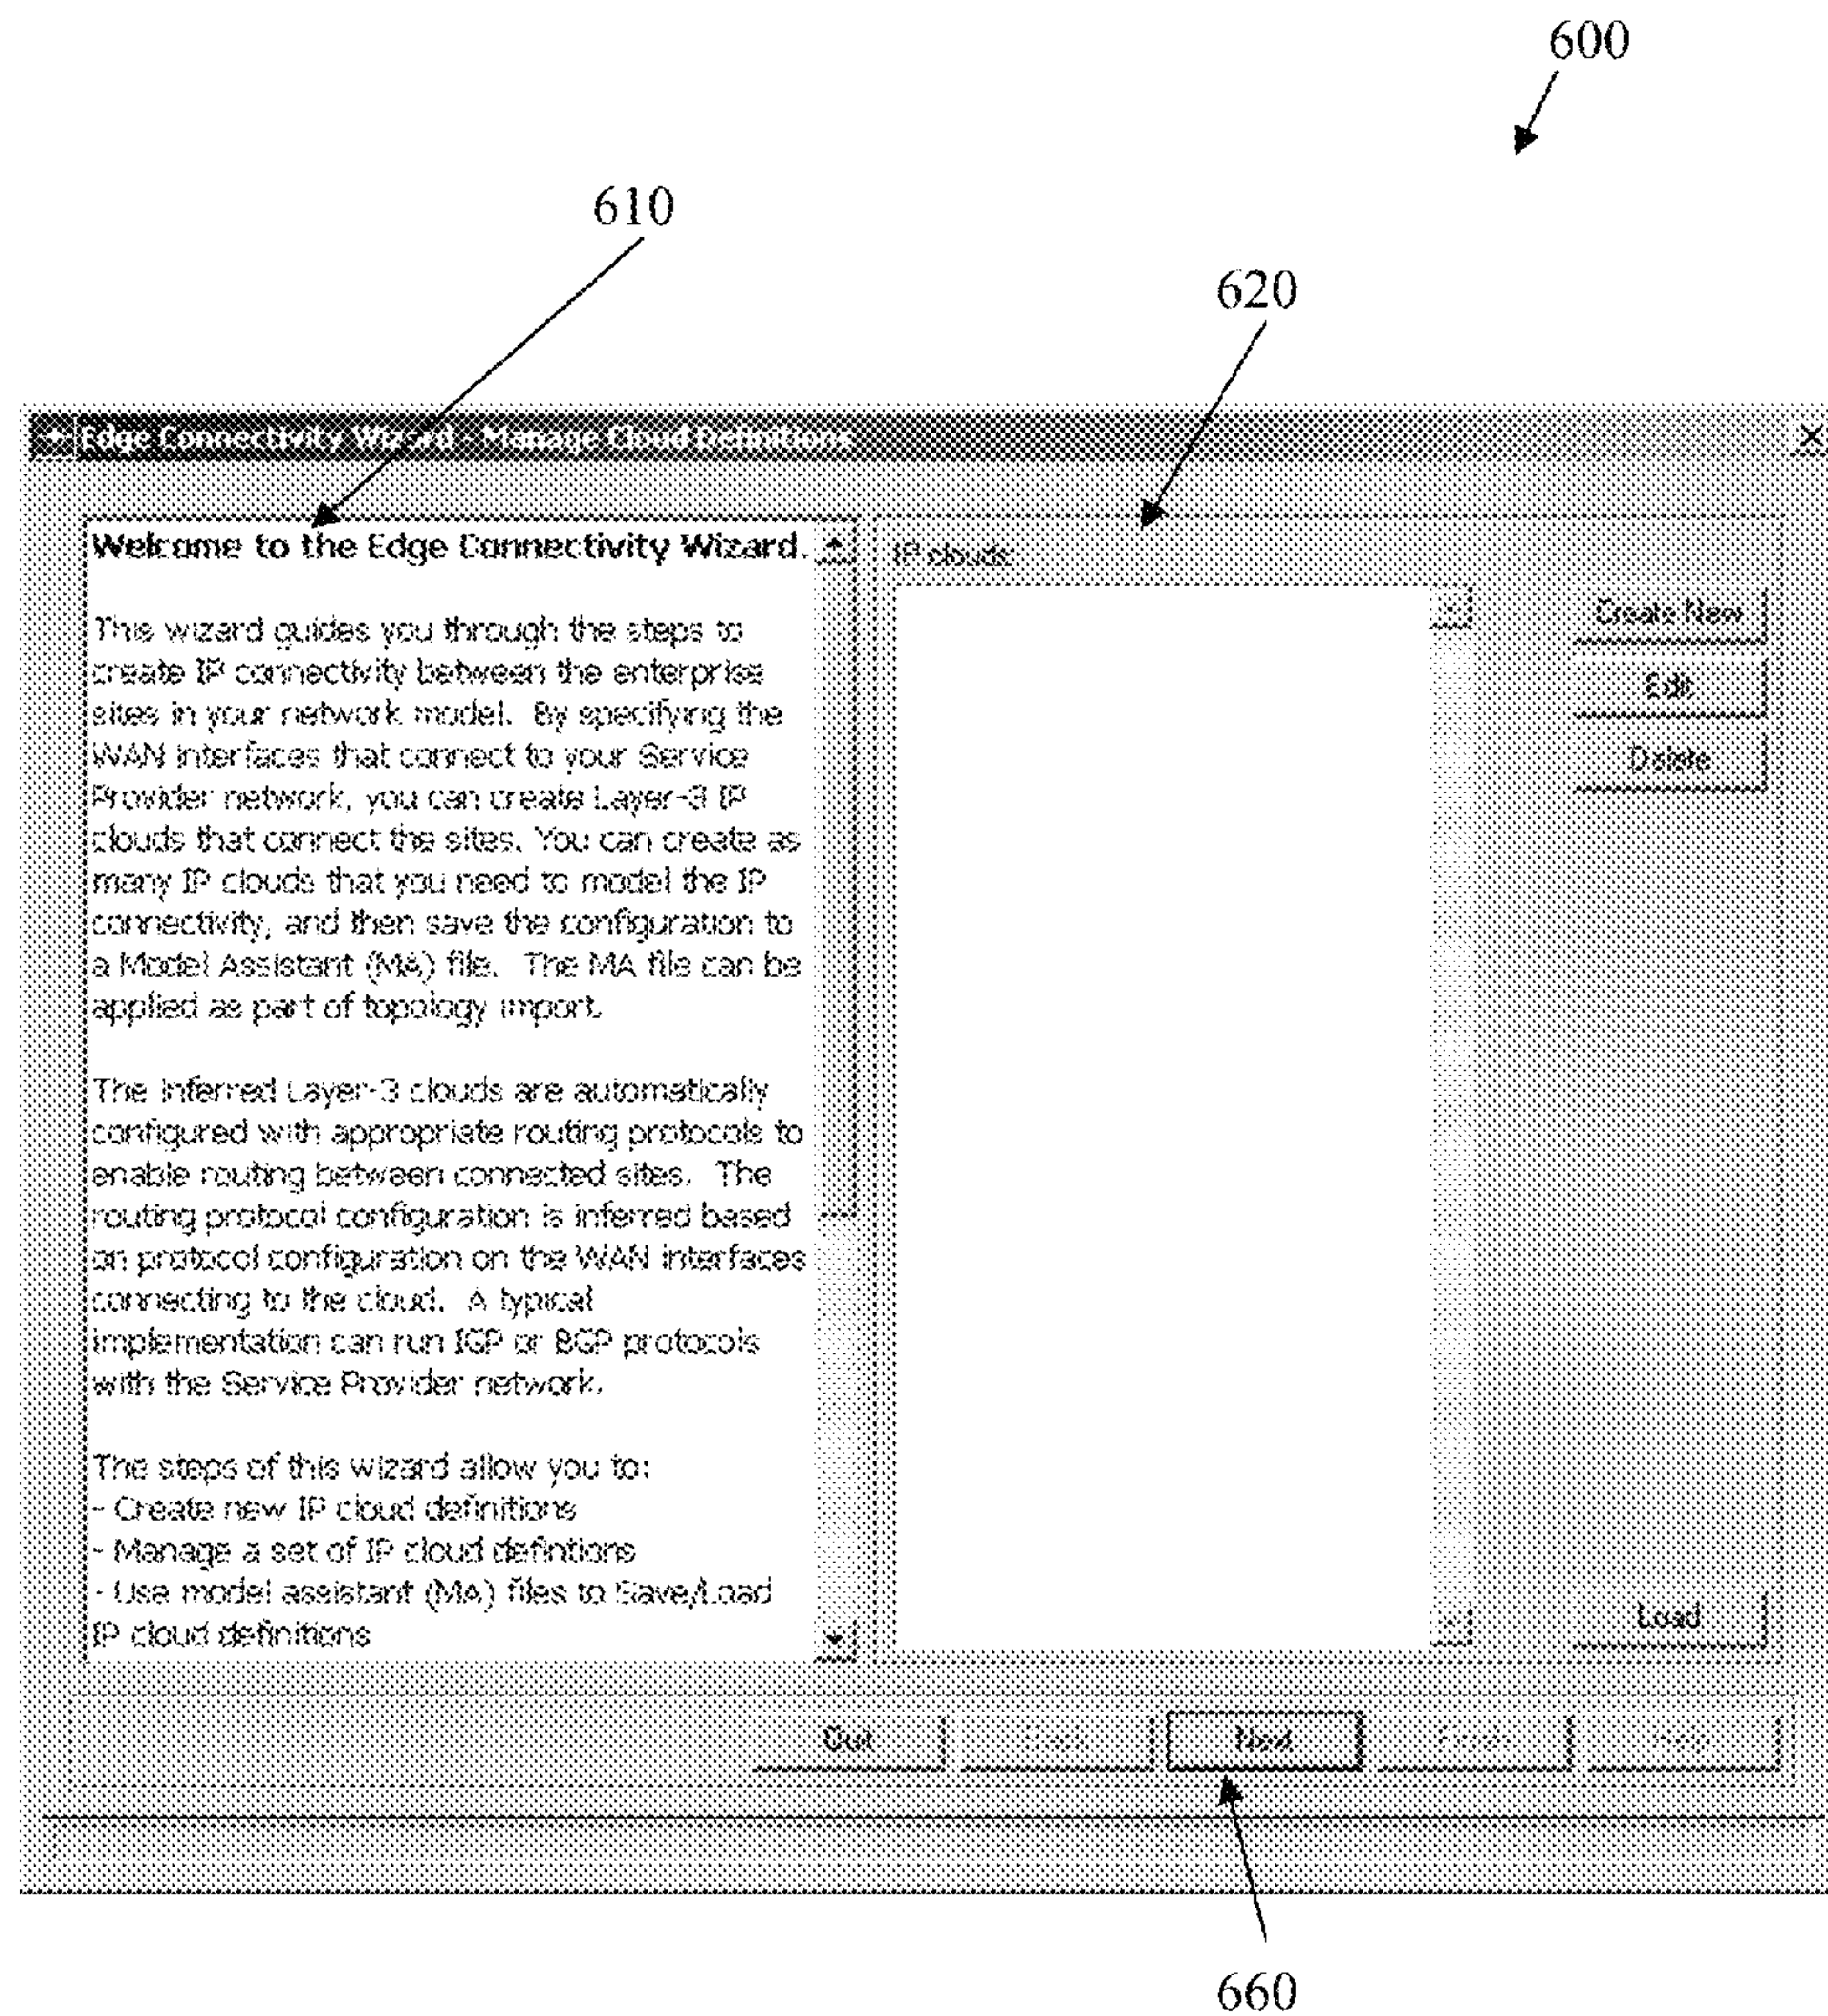 600
610
620
Edge Connectivity Wizard - Manage Cloud Definitions
Welcome to the Edge Connectivity Wizard.
IP clouds:
This wizard guides you through the steps to
create IP connectivity between the enterprise
sites in your network model. By specifying the
WAN interfaces that connect to your Service
Provider network, you can create Layer-3 IP
clouds that connect the sites. You can create as
many IP clouds that you need to model the IP
connectivity, and then save the configuration to
a Model Assistant (MA) file. The MA file can be
applied as part of topology import.
The inferred Layer-3 clouds are automatically
configured with appropriate routing protocols to
enable routing between connected sites. The
routing protocol configuration is inferred based
on protocol configuration on the WAN interfaces
connecting to the cloud. A typical
implementation can run IGP or BGP protocols
with the Service Provider network.
The steps of this wizard allow you to:
- Create new IP cloud definitions
- Manage a set of IP cloud defintions
- Use model assistant (MA) files to Save/Load
IP cloud definitions
Create New
Edit
Delete
Load
Quit
Back
Next
Finish
Help
660